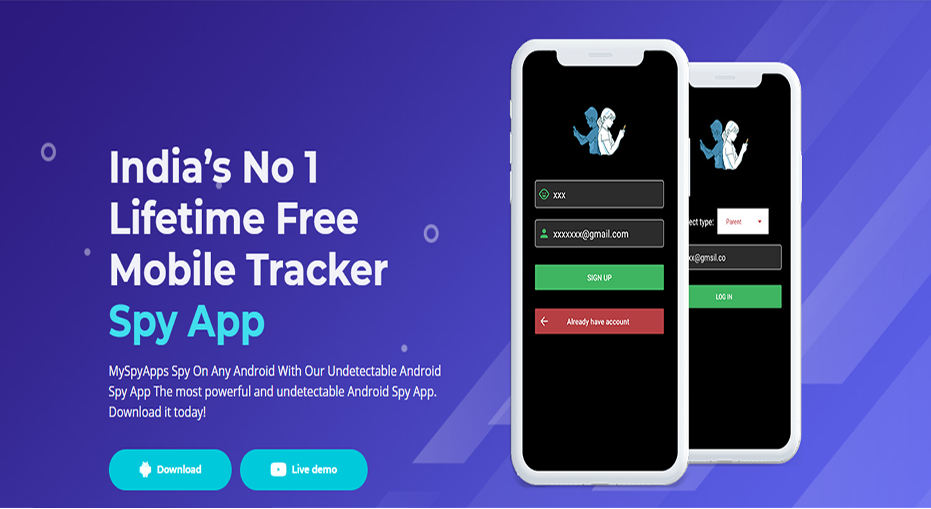 India’s No 1
Lifetime Free
Mobile Tracker
Spy App
MySpyApps Spy On Any Android With Our Undetectable Android
Spy App The most powerful and undetectable Android Spy App.
Download it today!
Download
Live demo
xxx
xxxxxxx@gmail.com
SIGN UP
Already have account
ect type:
Parent
xx@gmsil.co
LOG IN